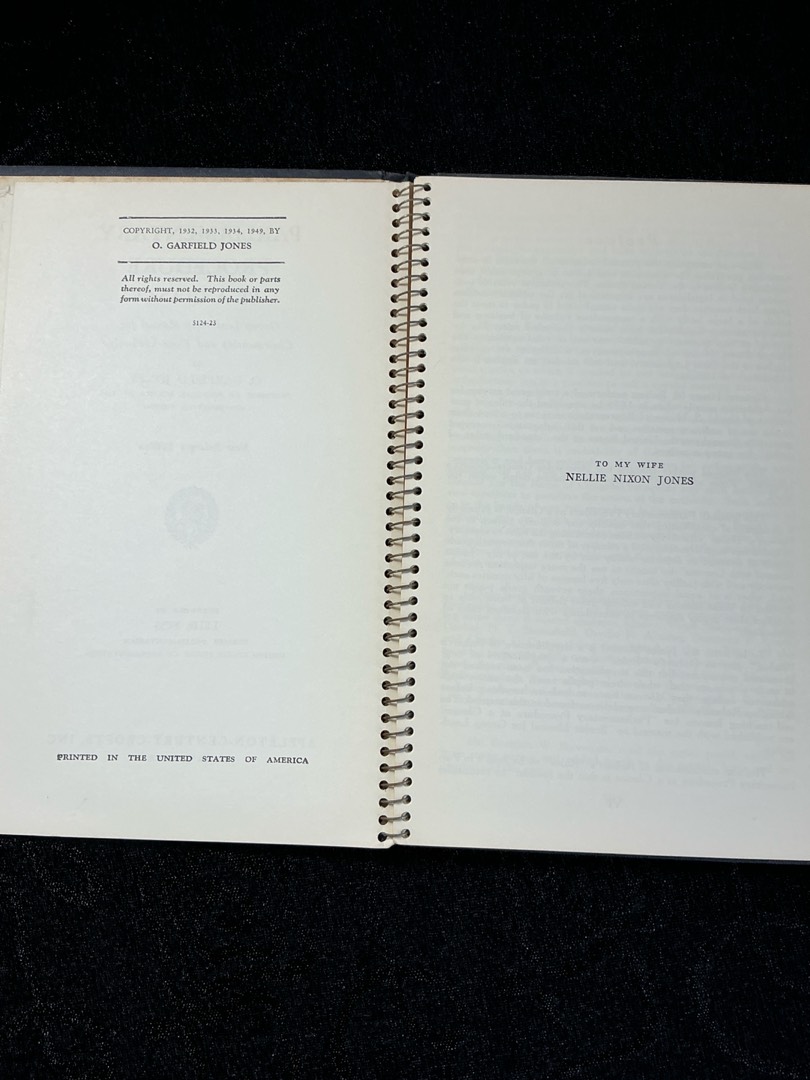 COPYRIGHT, 1932, 1933, 1934, 1949, BY
O. GARFIELD JONES
All rights reserved. This book or parts
thereof, must not be reproduced in any
form without permission of the publisher.
5124-25
PRINTED IN THE UNITED STATES OF AMERICA
TO MY WIFE
NELLIE NIXON JONES